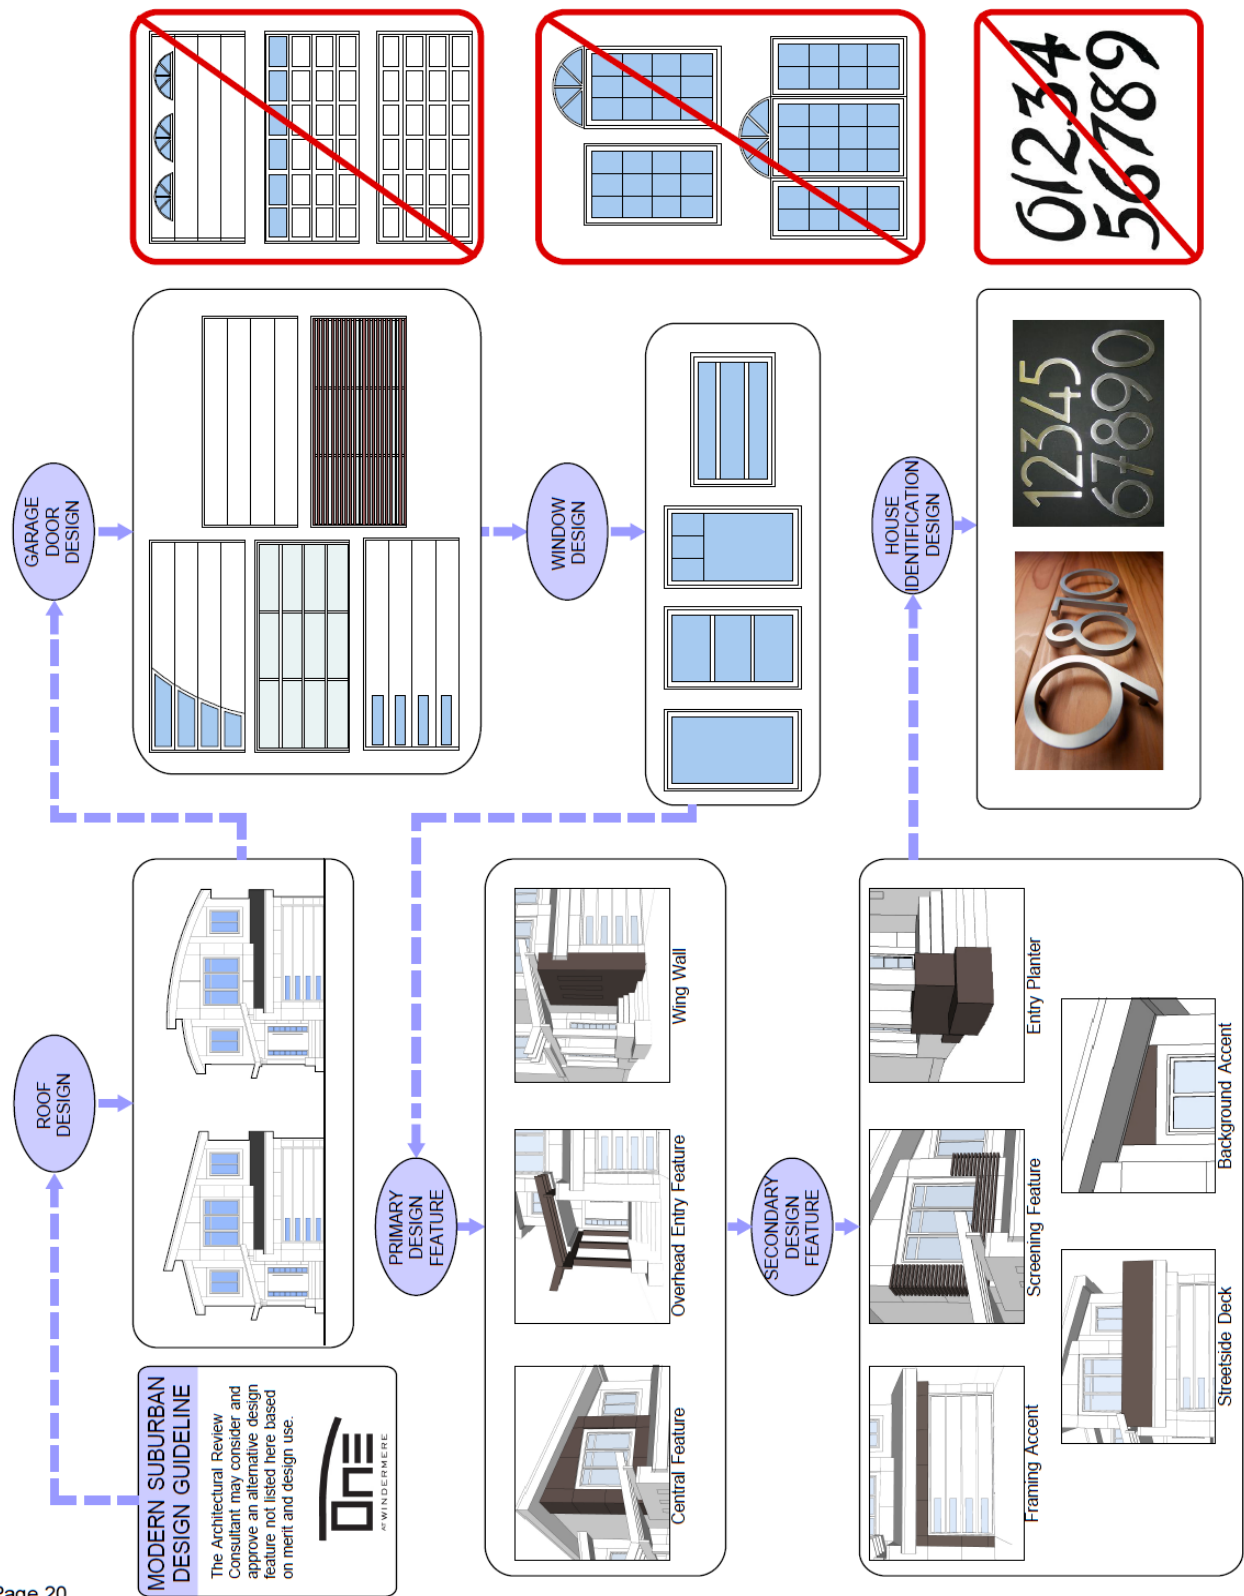 MODERN SUBURBAN
DESIGN GUIDELINE
The Architectural Review
Consultant may consider and
approve an alternative design
feature not listed here based
on merit and design use.
ONE
AT WINDERMERE
ROOF
DESIGN
GARAGE
DOOR
DESIGN
WINDOW
DESIGN
PRIMARY
DESIGN
FEATURE
Central Feature
Overhead Entry Feature
Wing Wall
SECONDARY
DESIGN
FEATURE
Framing Accent
Screening Feature
Entry Planter
Streetside Deck
Background Accent
HOUSE
IDENTIFICATION
DESIGN
9870
12345
67890
01234
56789
Page 20